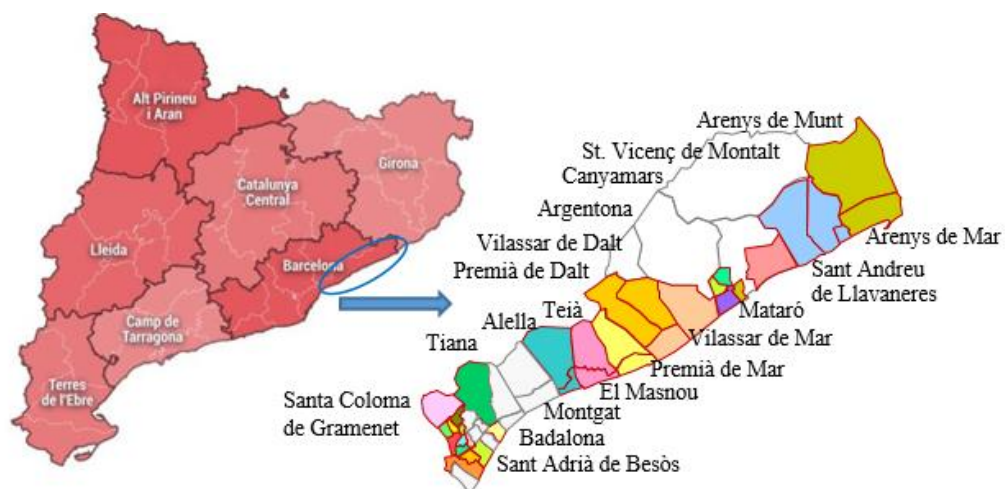 Alt Pirineu
i Aran
Girona
Catalunya
Central
Lleida
Barcelona
Camp de
Tarragona
Terres
de l'Ebre
Arenys de Munt
St. Vicenç de Montalt
Canyamars
Argentona
Vilassar de Dalt
Premià de Dalt
Teià
Alella
Tiana
Santa Coloma
de Gramenet
Arenys de Mar
Sant Andreu
de Llavaneres
Mataró
Vilassar de Mar
Premià de Mar
El Masnou
Montgat
Badalona
Sant Adrià de Besòs